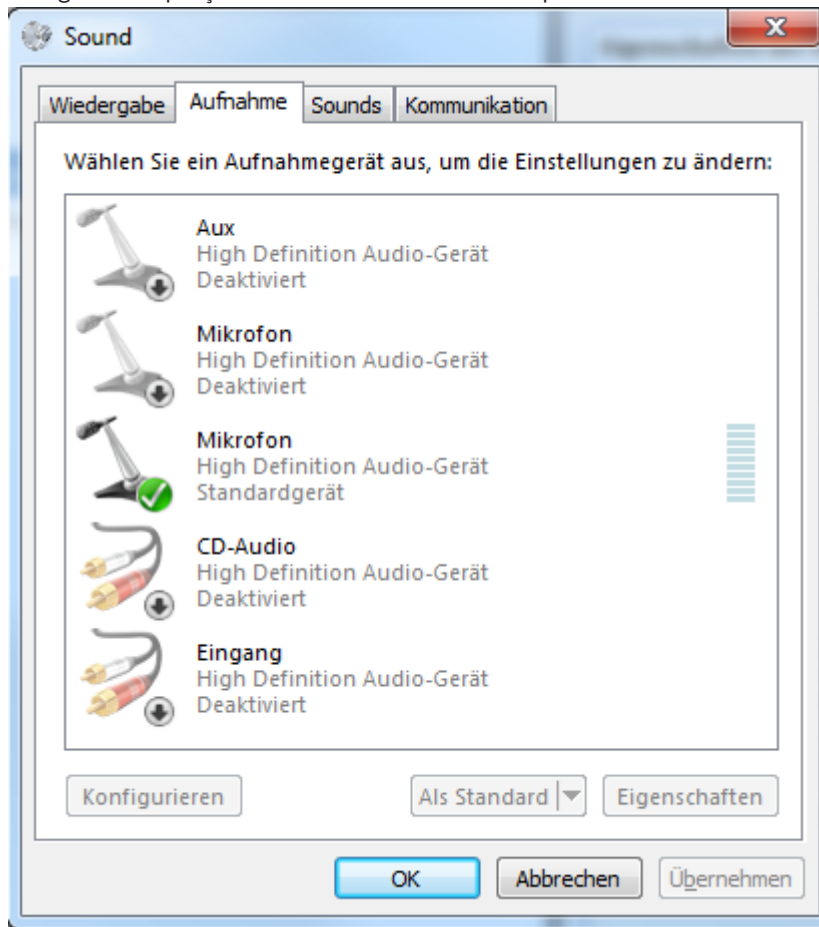 Sound
Wiedergabe Aufnahme Sounds Kommunikation
Wählen Sie ein Aufnahmegerät aus, um die Einstellungen zu ändern:
Aux
High Definition Audio-Gerät
Deaktiviert
Mikrofon
High Definition Audio-Gerät
Deaktiviert
Mikrofon
High Definition Audio-Gerät
Standardgerät
CD-Audio
High Definition Audio-Gerät
Deaktiviert
Eingang
High Definition Audio-Gerät
Deaktiviert
Konfigurieren Als Standard Eigenschaften
OK Abbrechen Übernehmen